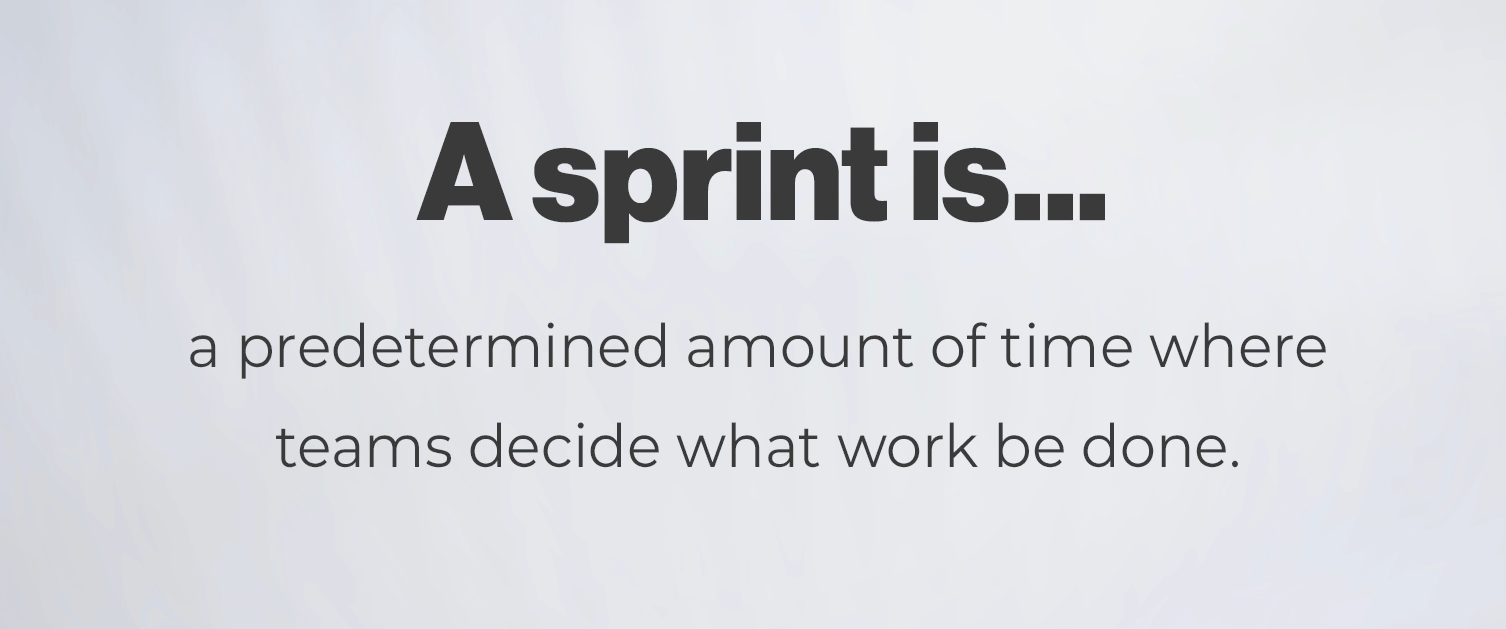 A sprint is...
a predetermined amount of time where
teams decide what work be done.